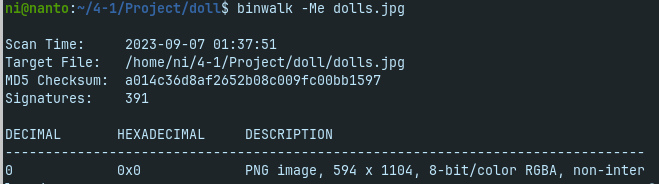 ni@nanto:~/4-1/Project/doll$ binwalk -Me dolls.jpg
Scan Time:     2023-09-07 01:37:51
Target File:   /home/ni/4-1/Project/doll/dolls.jpg
MD5 Checksum:  a014c36d8af2652b08c009fc00bb1597
Signatures:    391
DECIMAL       HEXADECIMAL     DESCRIPTION
--------------------------------------------------------------------------------
0             0x0             PNG image, 594 x 1104, 8-bit/color RGBA, non-inter